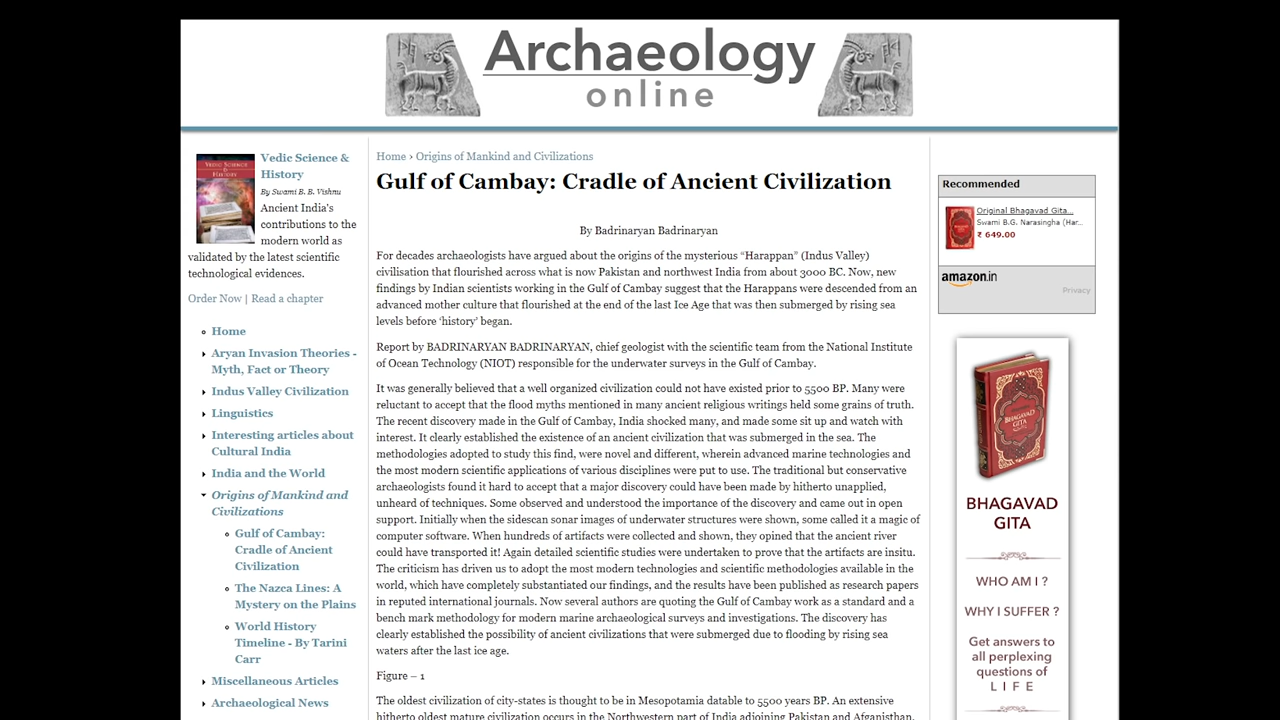 Archaeology
online
Vedic Science &
History
By Swami B. B. Vishnu
Ancient India's
contributions to the
modern world as
validated by the latest scientific
technological evidences.
Order Now | Read a chapter
Home
Aryan Invasion Theories -
Myth, Fact or Theory
Indus Valley Civilization
Linguistics
Interesting articles about
Cultural India
India and the World
Origins of Mankind and
Civilizations
Gulf of Cambay:
Cradle of Ancient
Civilization
The Nazca Lines: A
Mystery on the Plains
World History
Timeline - By Tarini
Carr
Miscellaneous Articles
Archaeological News
Home › Origins of Mankind and Civilizations
Gulf of Cambay: Cradle of Ancient Civilization
By Badrinaryan Badrinaryan
For decades archaeologists have argued about the origins of the mysterious “Harappan” (Indus Valley)
civilisation that flourished across what is now Pakistan and northwest India from about 3000 BC. Now, new
findings by Indian scientists working in the Gulf of Cambay suggest that the Harappans were descended from an
advanced mother culture that flourished at the end of the last Ice Age that was then submerged by rising sea
levels before ‘history’ began.
Report by BADRINARYAN BADRINARYAN, chief geologist with the scientific team from the National Institute
of Ocean Technology (NIOT) responsible for the underwater surveys in the Gulf of Cambay.
It was generally believed that a well organized civilization could not have existed prior to 5500 BP. Many were
reluctant to accept that the flood myths mentioned in many ancient religious writings held some grains of truth.
The recent discovery made in the Gulf of Cambay, India shocked many, and made some sit up and watch with
interest. It clearly established the existence of an ancient civilization that was submerged in the sea. The
methodologies adopted to study this find, were novel and different, wherein advanced marine technologies and
the most modern scientific applications of various disciplines were put to use. The traditional but conservative
archaeologists found it hard to accept that a major discovery could have been made by hitherto unapplied,
unheard of techniques. Some observed and understood the importance of the discovery and came out in open
support. Initially when the sidescan sonar images of underwater structures were shown, some called it a magic of
computer software. When hundreds of artifacts were collected and shown, they opined that the ancient river
could have transported it! Again detailed scientific studies were undertaken to prove that the artifacts are insitu.
The criticism has driven us to adopt the most modern technologies and scientific methodologies available in the
world, which have completely substantiated our findings, and the results have been published as research papers
in reputed international journals. Now several authors are quoting the Gulf of Cambay work as a standard and a
bench mark methodology for modern marine archaeological surveys and investigations. The discovery has
clearly established the possibility of ancient civilizations that were submerged due to flooding by rising sea
waters after the last ice age.
Figure – 1
The oldest civilization of city-states is thought to be in Mesopotamia datable to 5500 years BP. An extensive
hitherto oldest mature civilization occurs in the Northwestern part of India adjoining Pakistan and Afganisthan.
Recommended
Original Bhagavad Gita...
Swami B.G. Narasingha (Har...
₹ 649.00
amazon.in
Privacy
BHAGAVAD
GITA
BHAGAVAD
GITA
WHO AM I ?
WHY I SUFFER ?
Get answers to
all perplexing
questions of
L I F E